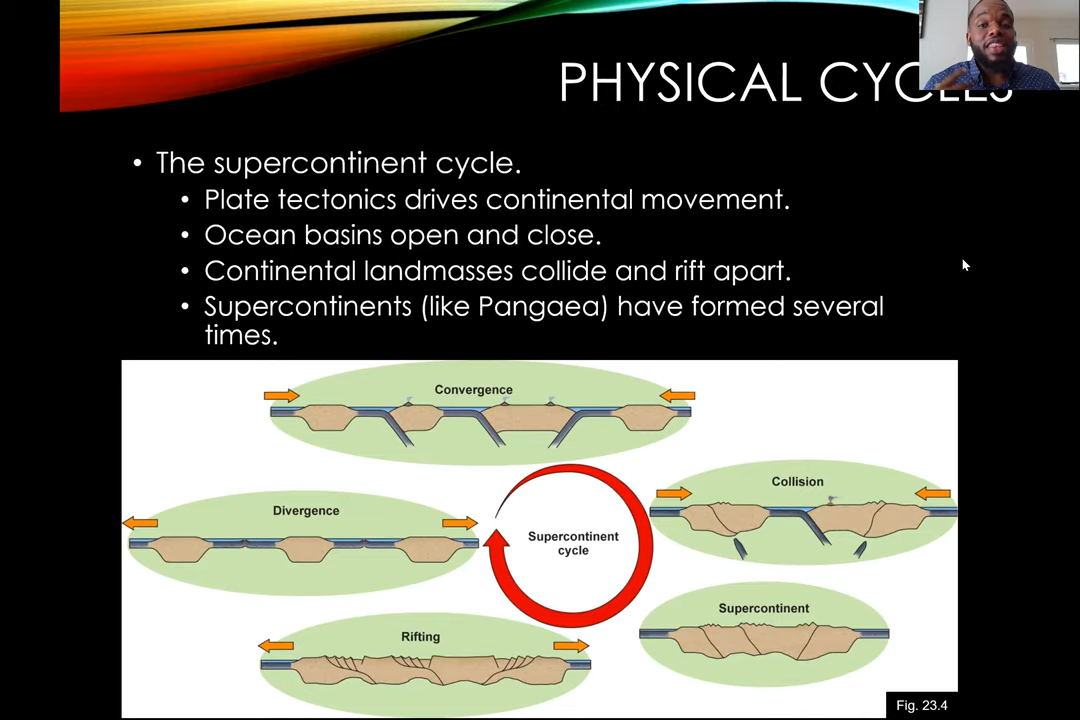 PHYSICAL CYCLES
• The supercontinent cycle.
• Plate tectonics drives continental movement.
• Ocean basins open and close.
• Continental landmasses collide and rift apart.
• Supercontinents (like Pangaea) have formed several
times.
Convergence
Collision
Divergence
Supercontinent
cycle
Supercontinent
Rifting
Fig. 23.4